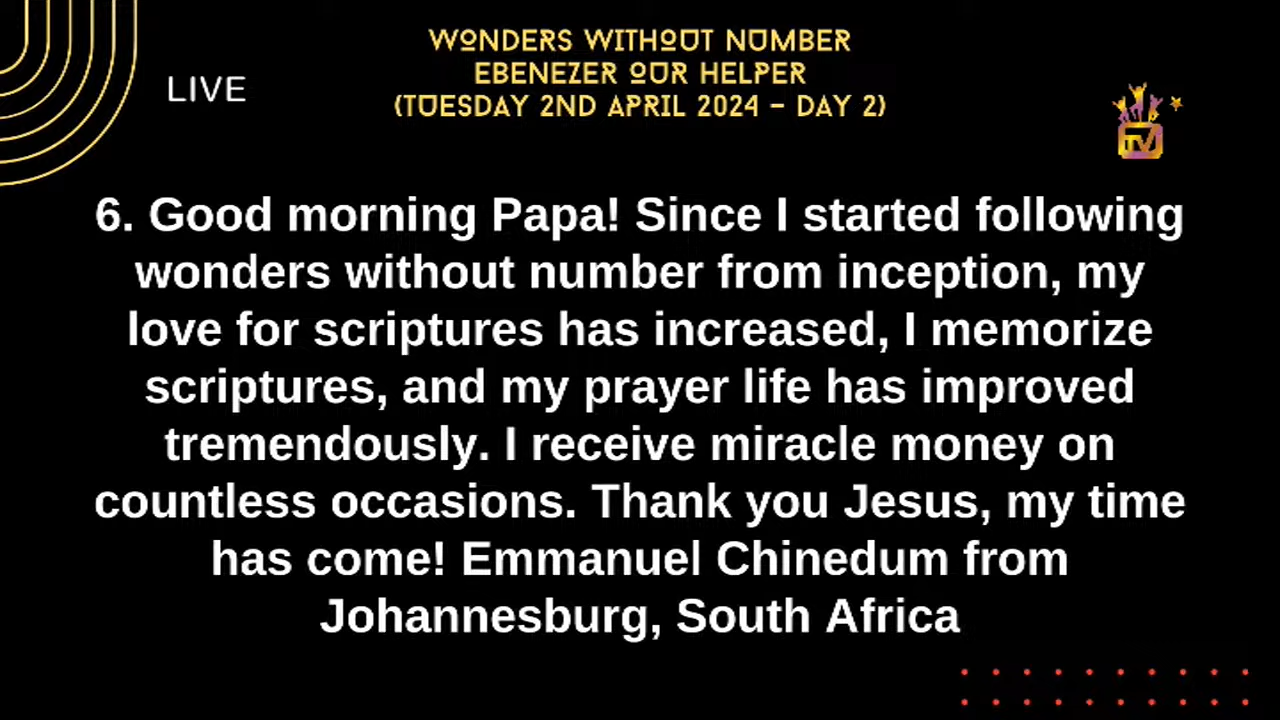 WONDERS WITHOUT NUMBER
EBENEZER OUR HELPER
(TUESDAY 2ND APRIL 2024 - DAY 2)
LIVE
TV
6. Good morning Papa! Since I started following
wonders without number from inception, my
love for scriptures has increased, I memorize
scriptures, and my prayer life has improved
tremendously. I receive miracle money on
countless occasions. Thank you Jesus, my time
has come! Emmanuel Chinedum from
Johannesburg, South Africa